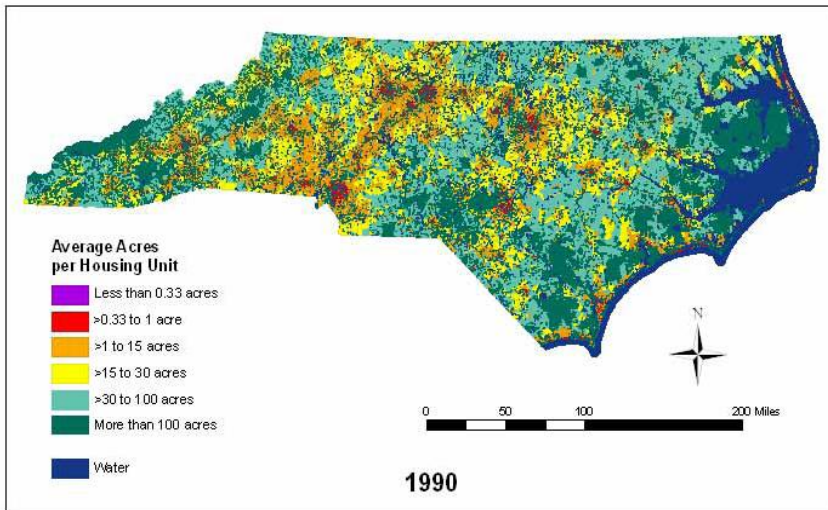 Average Acres
per Housing Unit
Less than 0.33 acres
>0.33 to 1 acre
>1 to 15 acres
>15 to 30 acres
>30 to 100 acres
More than 100 acres
Water
N
0 50 100 200 Miles
1990